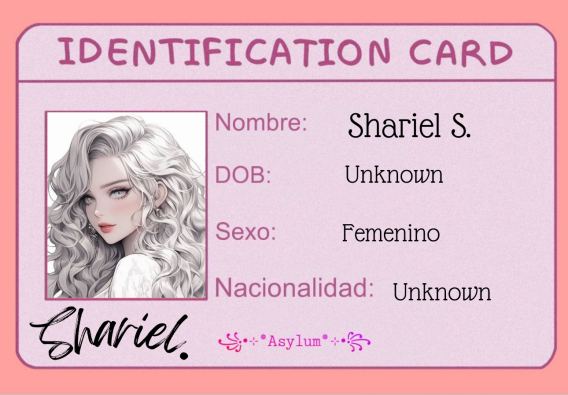 IDENTIFICATION CARD
Nombre: Shariel S.
DOB: Unknown
Sexo: Femenino
Nacionalidad: Unknown
Shariel.
꧁•⊹٭Asylum٭⊹•꧂